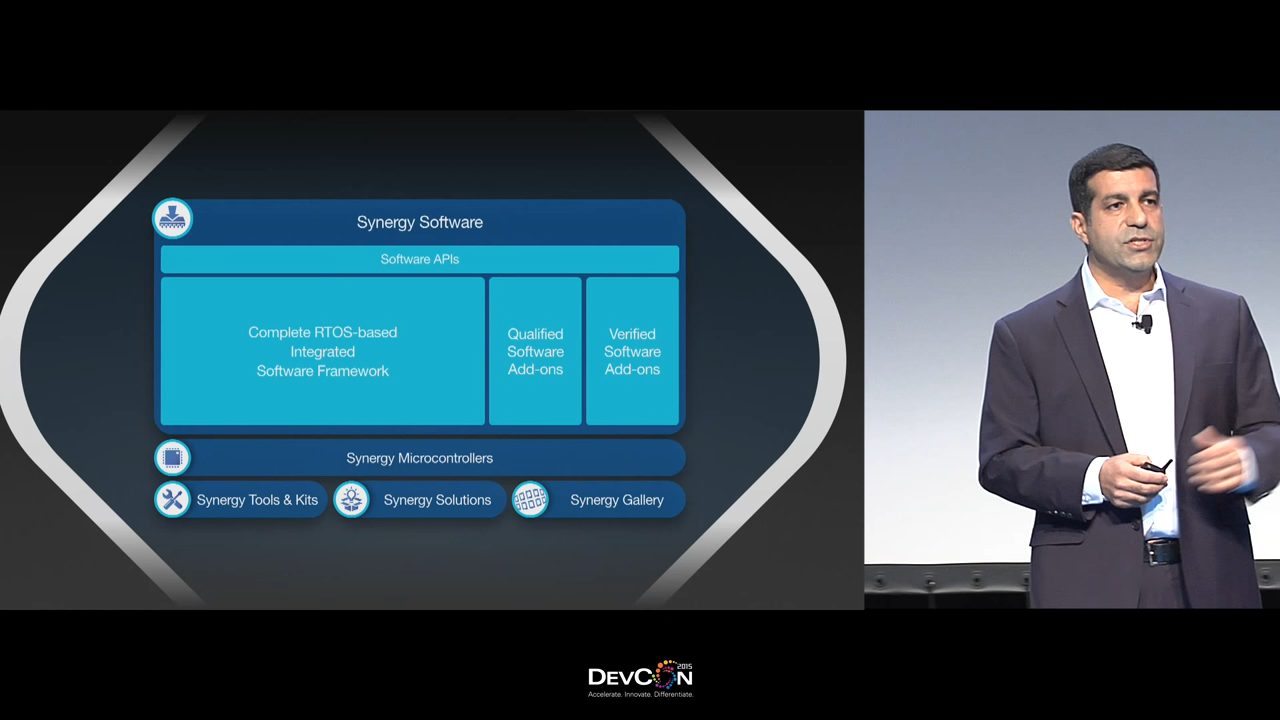 Synergy Software
Software APIs
Complete RTOS-based
Integrated
Software Framework
Qualified
Software
Add-ons
Verified
Software
Add-ons
Synergy Microcontrollers
Synergy Tools & Kits
Synergy Solutions
Synergy Gallery
DEVCON 2015
Accelerate. Innovate. Differentiate.